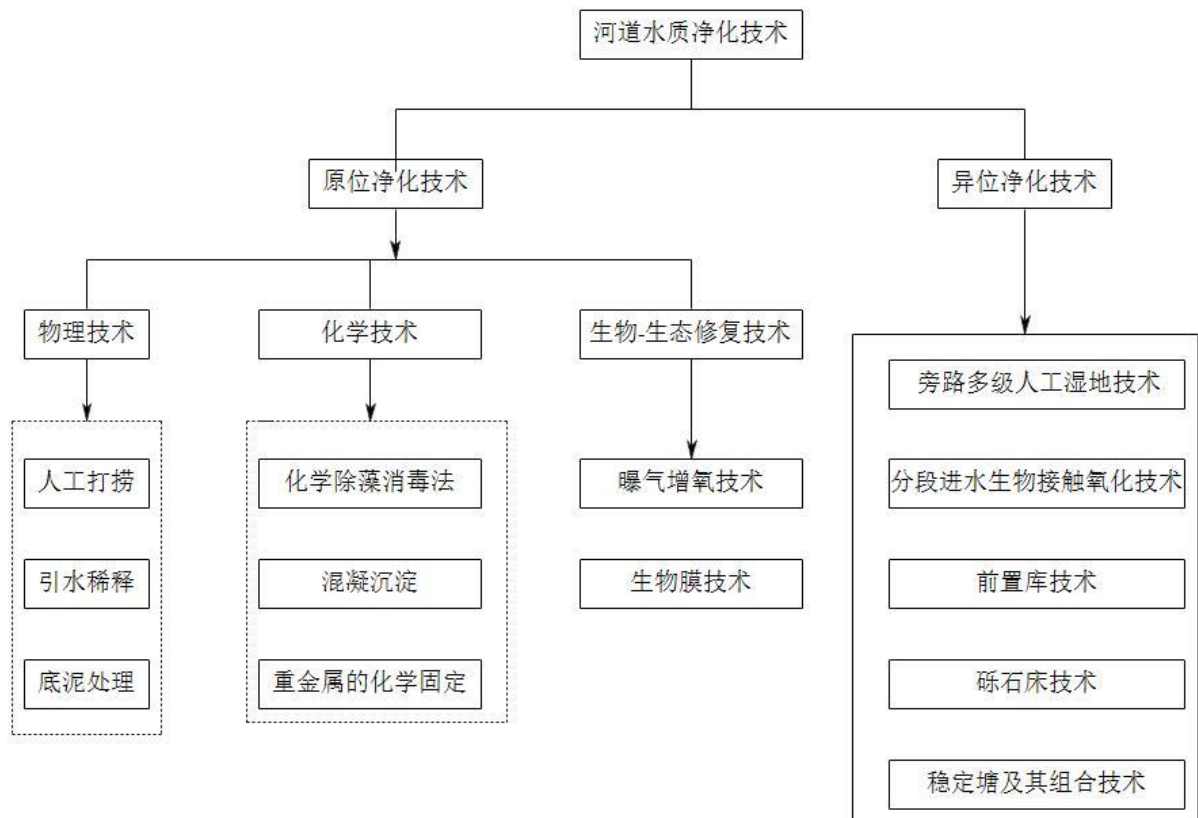 河道水质净化技术
原位净化技术
异位净化技术
物理技术
化学技术
生物-生态修复技术
旁路多级人工湿地技术
人工打捞
化学除藻消毒法
曝气增氧技术
分段进水生物接触氧化技术
引水稀释
混凝沉淀
生物膜技术
前置库技术
底泥处理
重金属的化学固定
砾石床技术
稳定塘及其组合技术